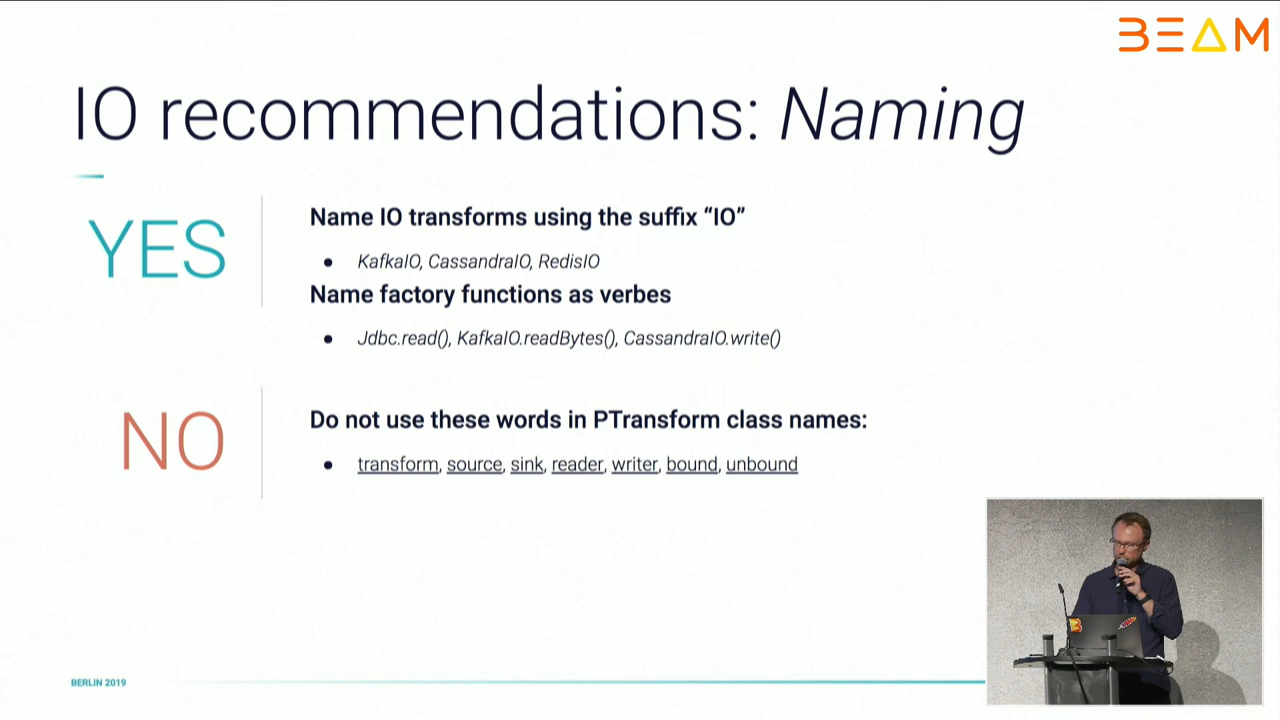 BEAM
IO recommendations: Naming
YES
Name IO transforms using the suffix “IO”
● KafkaIO, CassandraIO, RedisIO
Name factory functions as verbes
● Jdbc.read(), KafkaIO.readBytes(), CassandraIO.write()
NO
Do not use these words in PTransform class names:
● transform, source, sink, reader, writer, bound, unbound
BERLIN 2019